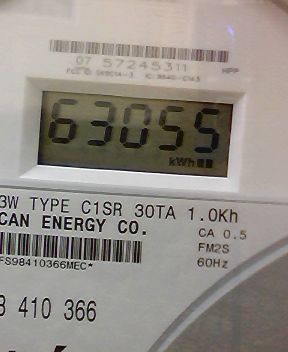 07 57245311
HPP
63055
kWh
3W TYPE C1SR 30TA 1.0Kh
CAN ENERGY CO.
CA 0.5
FM2S
60Hz
FS98410366MEC*
410 366